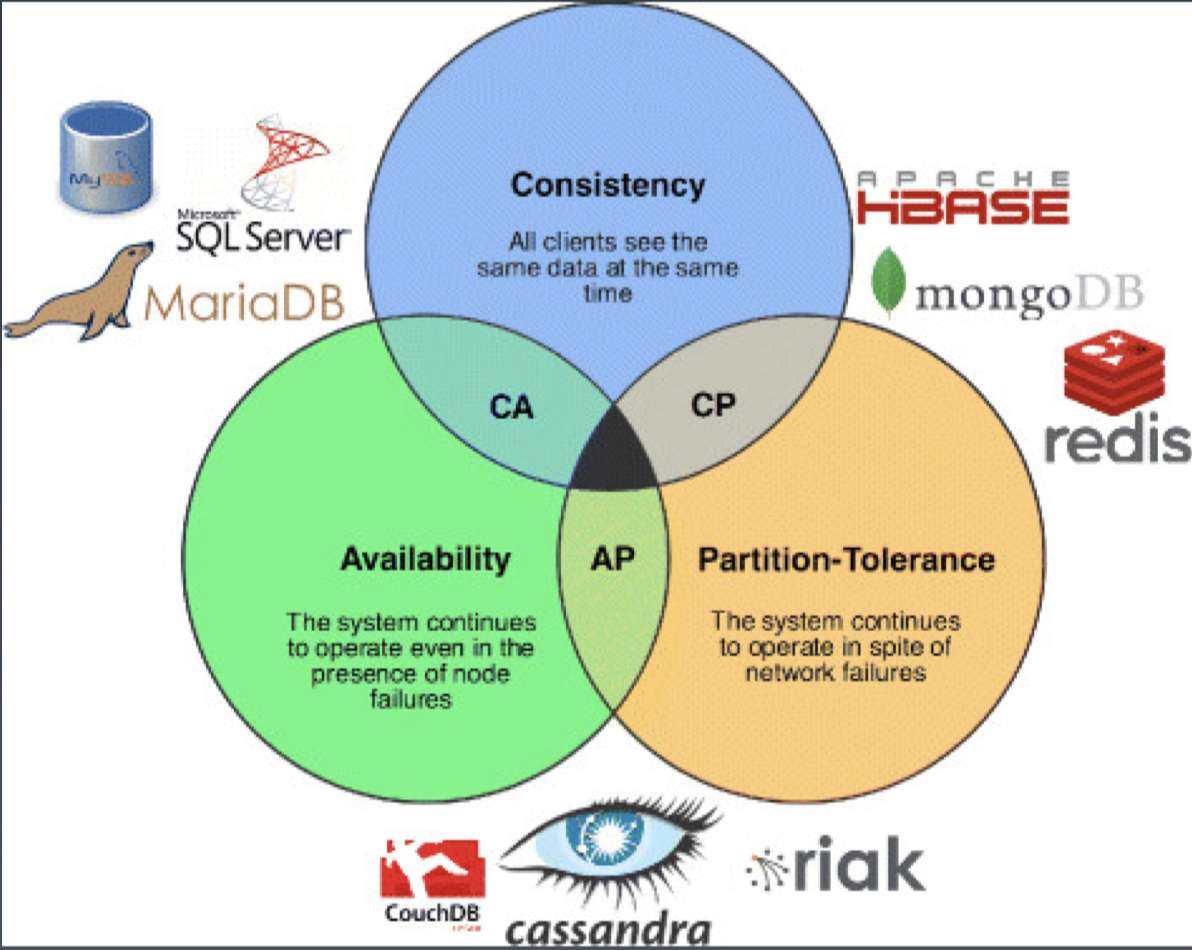 MySQL
Microsoft
SQL Server
MariaDB
Consistency
All clients see the
same data at the same
time
APACHE
HBASE
mongoDB
redis
CA
CP
Availability
The system continues
to operate even in the
presence of node
failures
AP
Partition-Tolerance
The system continues
to operate in spite of
network failures
CouchDB
cassandra
riak